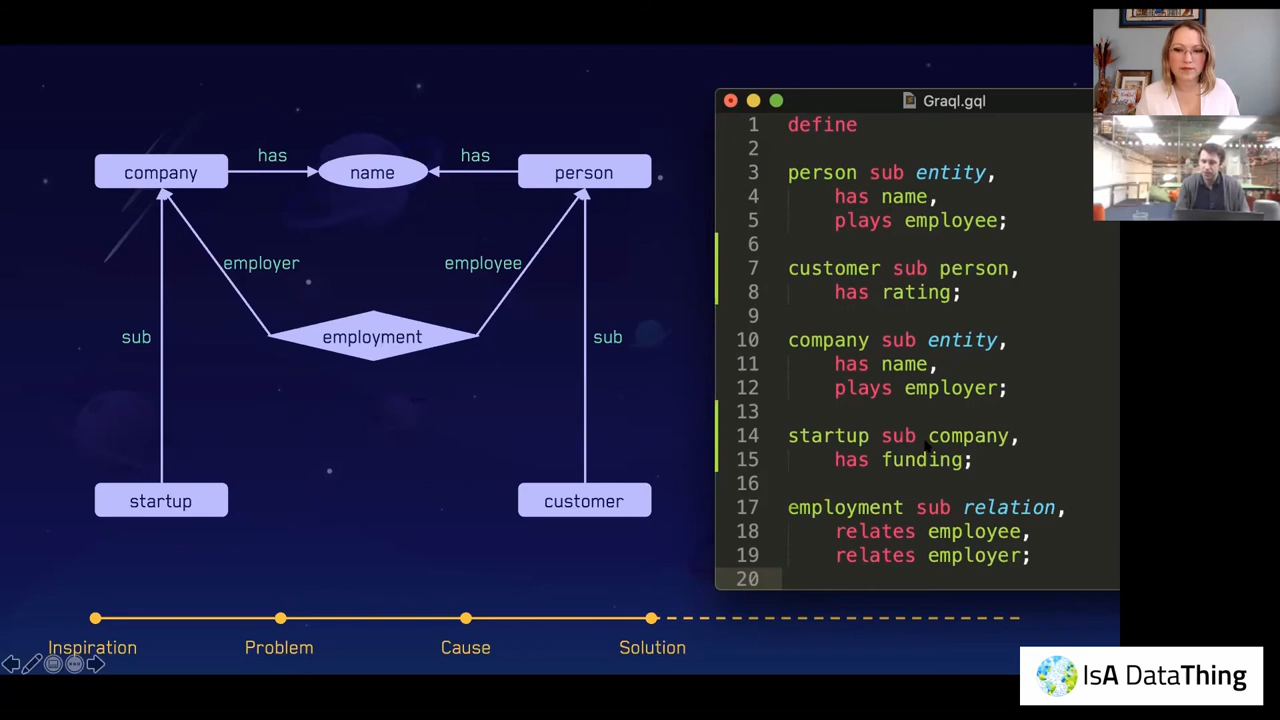 company
has
name
has
person
employer
employee
sub
employment
sub
startup
customer
Inspiration
Problem
Cause
Solution
Graql.gql
1 define
2
3 person sub entity,
4 has name,
5 plays employee;
6
7 customer sub person,
8 has rating;
9
10 company sub entity,
11 has name,
12 plays employer;
13
14 startup sub company,
15 has funding;
16
17 employment sub relation,
18 relates employee,
19 relates employer;
20
IsA DataThing